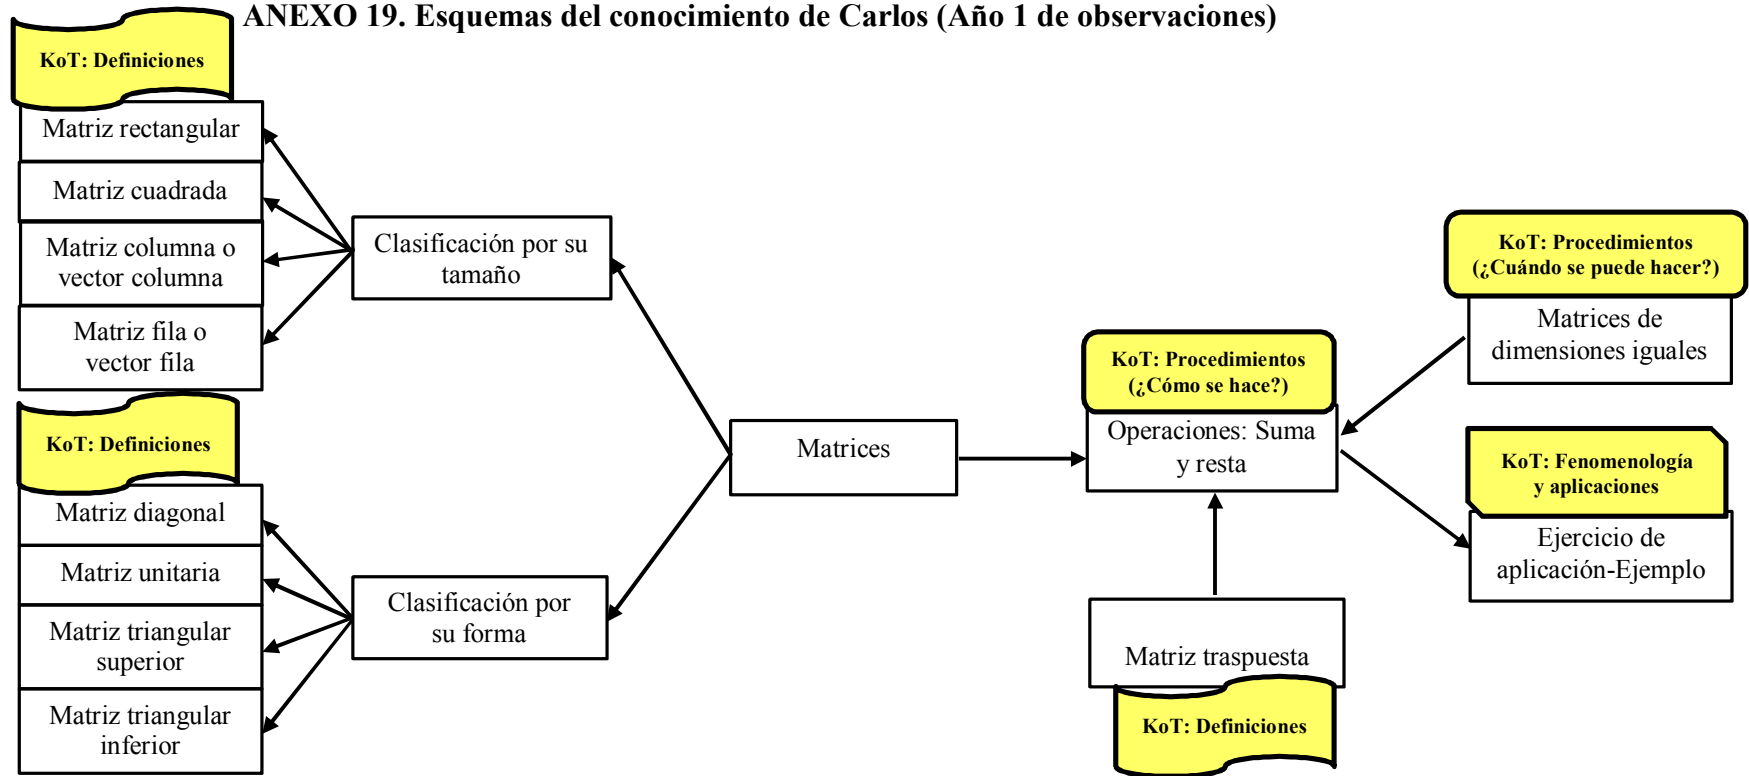 ANEXO 19. Esquemas del conocimiento de Carlos (Año 1 de observaciones)
KoT: Definiciones
Matriz rectangular
Matriz cuadrada
Matriz columna o
vector columna
Matriz fila o
vector fila
KoT: Definiciones
Matriz diagonal
Matriz unitaria
Matriz triangular
superior
Matriz triangular
inferior
Clasificación por su
tamaño
Clasificación por
su forma
Matrices
KoT: Procedimientos
(¿Cómo se hace?)
Operaciones: Suma
y resta
Matriz traspuesta
KoT: Definiciones
KoT: Procedimientos
(¿Cuándo se puede hacer?)
Matrices de
dimensiones iguales
KoT: Fenomenología
y aplicaciones
Ejercicio de
aplicación-Ejemplo